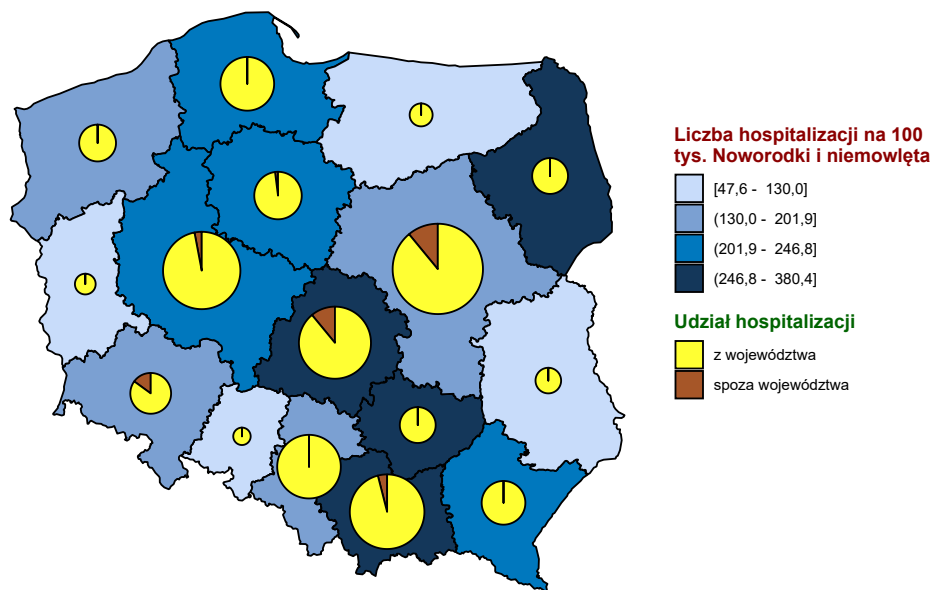 Liczba hospitalizacji na 100
tys. Noworodki i niemowlęta
[47,6 - 130,0]
(130,0 - 201,9]
(201,9 - 246,8]
(246,8 - 380,4]
Udział hospitalizacji
z województwa
spoza województwa